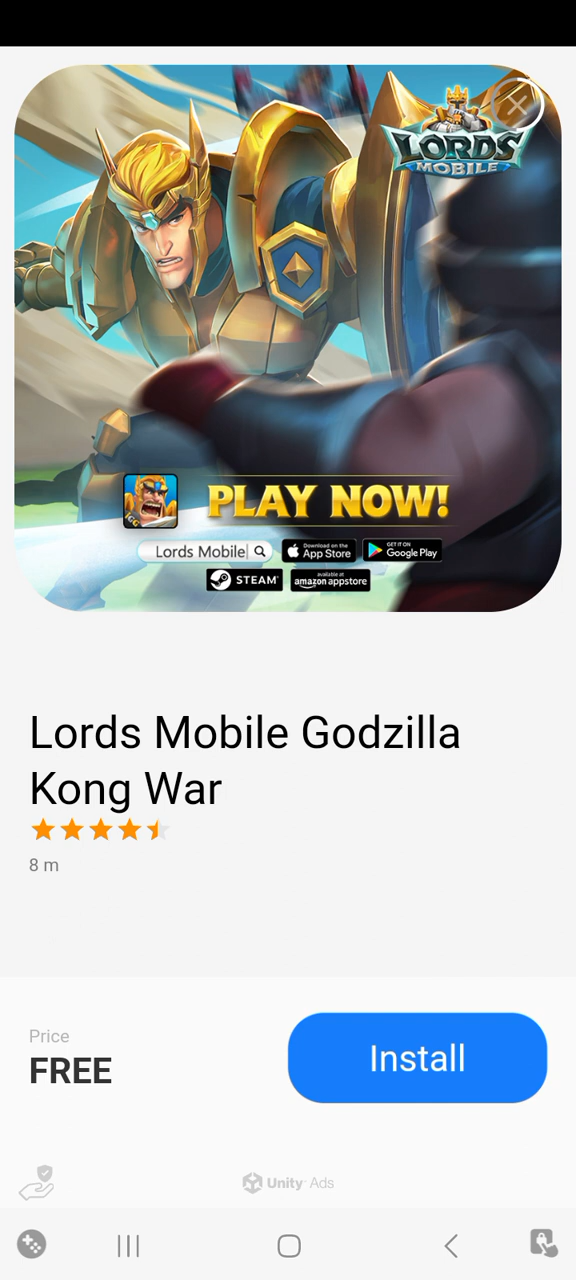 LORDS
MOBILE
IGG
PLAY NOW!
Lords Mobile
Download on the
App Store
GET IT ON
Google Play
STEAM
available at
amazon appstore
Lords Mobile Godzilla
Kong War
8 m
Price
FREE
Install
Unity Ads